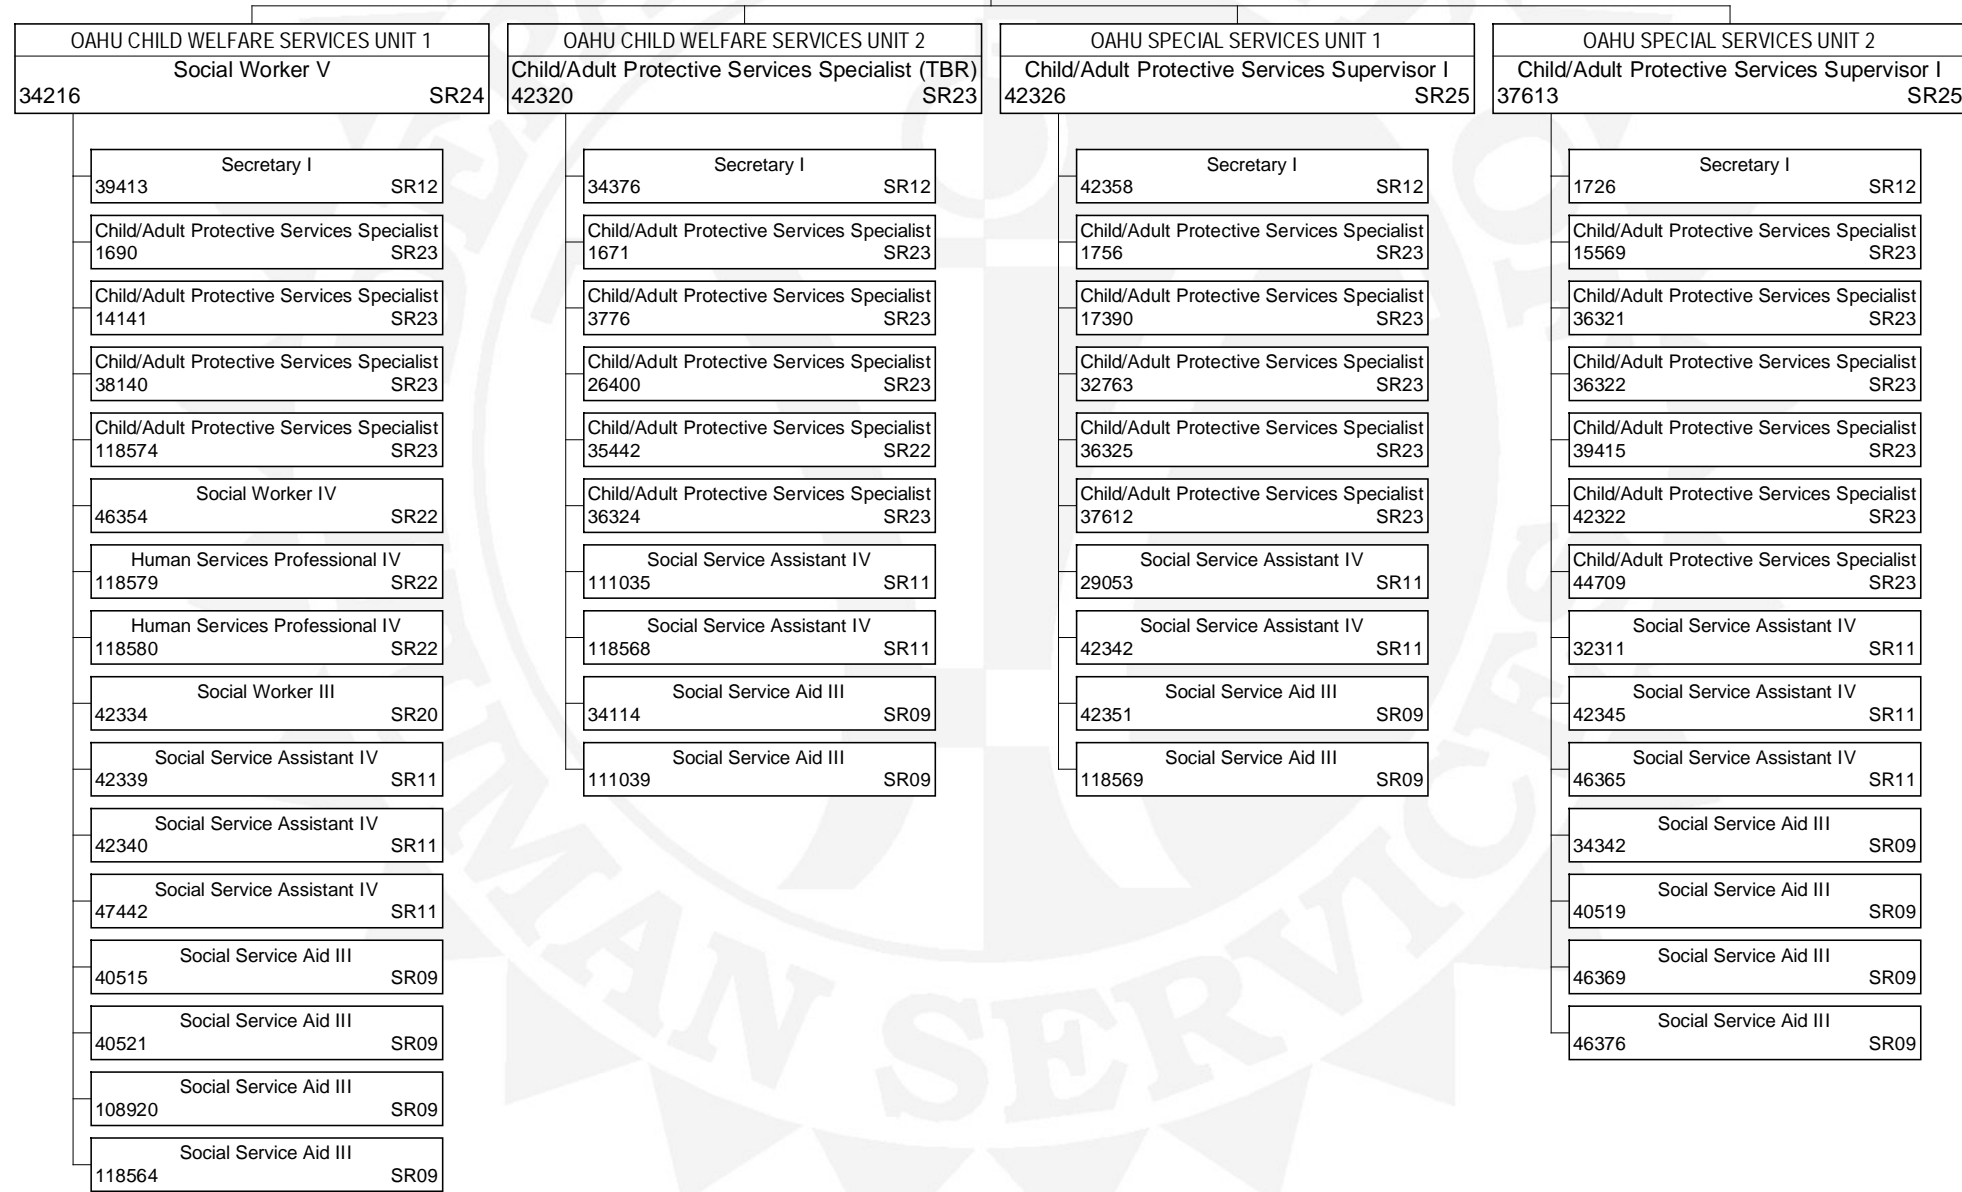 OAHU CHILD WELFARE SERVICES UNIT 1
Social Worker V
34216 SR24
Secretary I
39413 SR12
Child/Adult Protective Services Specialist
1690 SR23
Child/Adult Protective Services Specialist
14141 SR23
Child/Adult Protective Services Specialist
38140 SR23
Child/Adult Protective Services Specialist
118574 SR23
Social Worker IV
46354 SR22
Human Services Professional IV
118579 SR22
Human Services Professional IV
118580 SR22
Social Worker III
42334 SR20
Social Service Assistant IV
42339 SR11
Social Service Assistant IV
42340 SR11
Social Service Assistant IV
47442 SR11
Social Service Aid III
40515 SR09
Social Service Aid III
40521 SR09
Social Service Aid III
108920 SR09
Social Service Aid III
118564 SR09
OAHU CHILD WELFARE SERVICES UNIT 2
Child/Adult Protective Services Specialist (TBR)
42320 SR23
Secretary I
34376 SR12
Child/Adult Protective Services Specialist
1671 SR23
Child/Adult Protective Services Specialist
3776 SR23
Child/Adult Protective Services Specialist
26400 SR23
Child/Adult Protective Services Specialist
35442 SR22
Child/Adult Protective Services Specialist
36324 SR23
Social Service Assistant IV
111035 SR11
Social Service Assistant IV
118568 SR11
Social Service Aid III
34114 SR09
Social Service Aid III
111039 SR09
OAHU SPECIAL SERVICES UNIT 1
Child/Adult Protective Services Supervisor I
42326 SR25
Secretary I
42358 SR12
Child/Adult Protective Services Specialist
1756 SR23
Child/Adult Protective Services Specialist
17390 SR23
Child/Adult Protective Services Specialist
32763 SR23
Child/Adult Protective Services Specialist
36325 SR23
Child/Adult Protective Services Specialist
37612 SR23
Social Service Assistant IV
29053 SR11
Social Service Assistant IV
42342 SR11
Social Service Aid III
42351 SR09
Social Service Aid III
118569 SR09
OAHU SPECIAL SERVICES UNIT 2
Child/Adult Protective Services Supervisor I
37613 SR25
Secretary I
1726 SR12
Child/Adult Protective Services Specialist
15569 SR23
Child/Adult Protective Services Specialist
36321 SR23
Child/Adult Protective Services Specialist
36322 SR23
Child/Adult Protective Services Specialist
39415 SR23
Child/Adult Protective Services Specialist
42322 SR23
Child/Adult Protective Services Specialist
44709 SR23
Social Service Assistant IV
32311 SR11
Social Service Assistant IV
42345 SR11
Social Service Assistant IV
46365 SR11
Social Service Aid III
34342 SR09
Social Service Aid III
40519 SR09
Social Service Aid III
46369 SR09
Social Service Aid III
46376 SR09
HUMAN SERVICES